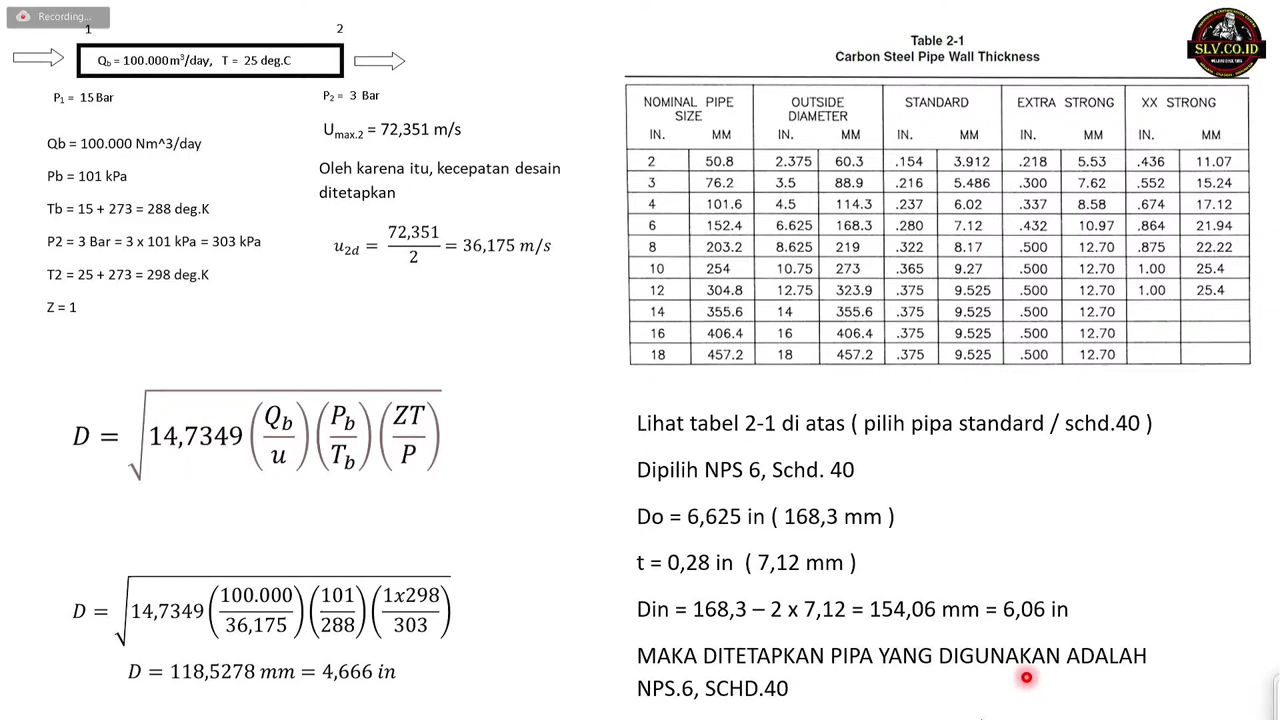 Recording...
1
2
Qb = 100.000 m³/day, T = 25 deg.C
P₁ = 15 Bar
P₂ = 3 Bar
Qb = 100.000 Nm^3/day
Pb = 101 kPa
Tb = 15 + 273 = 288 deg.K
P2 = 3 Bar = 3 x 101 kPa = 303 kPa
T2 = 25 + 273 = 298 deg.K
Z = 1
Umax.2 = 72,351 m/s
Oleh karena itu, kecepatan desain
ditetapkan
u2d = 72,351/2 = 36,175 m/s
D = √(14,7349 (Qb/u) (Pb/Tb) (ZT/P))
D = √(14,7349 (100.000/36,175) (101/288) (1x298/303))
D = 118,5278 mm = 4,666 in
SLV.CO.ID
Table 2-1
Carbon Steel Pipe Wall Thickness
NOMINAL PIPE SIZE OUTSIDE DIAMETER STANDARD EXTRA STRONG XX STRONG
IN. MM IN. MM IN. MM IN. MM IN. MM
2 50.8 2.375 60.3 .154 3.912 .218 5.53 .436 11.07
3 76.2 3.5 88.9 .216 5.486 .300 7.62 .552 15.24
4 101.6 4.5 114.3 .237 6.02 .337 8.58 .674 17.12
6 152.4 6.625 168.3 .280 7.12 .432 10.97 .864 21.94
8 203.2 8.625 219 .322 8.17 .500 12.70 .875 22.22
10 254 10.75 273 .365 9.27 .500 12.70 1.00 25.4
12 304.8 12.75 323.9 .375 9.525 .500 12.70 1.00 25.4
14 355.6 14 355.6 .375 9.525 .500 12.70
16 406.4 16 406.4 .375 9.525 .500 12.70
18 457.2 18 457.2 .375 9.525 .500 12.70
Lihat tabel 2-1 di atas ( pilih pipa standard / schd.40 )
Dipilih NPS 6, Schd. 40
Do = 6,625 in ( 168,3 mm )
t = 0,28 in ( 7,12 mm )
Din = 168,3 – 2 x 7,12 = 154,06 mm = 6,06 in
MAKA DITETAPKAN PIPA YANG DIGUNAKAN ADALAH
NPS.6, SCHD.40